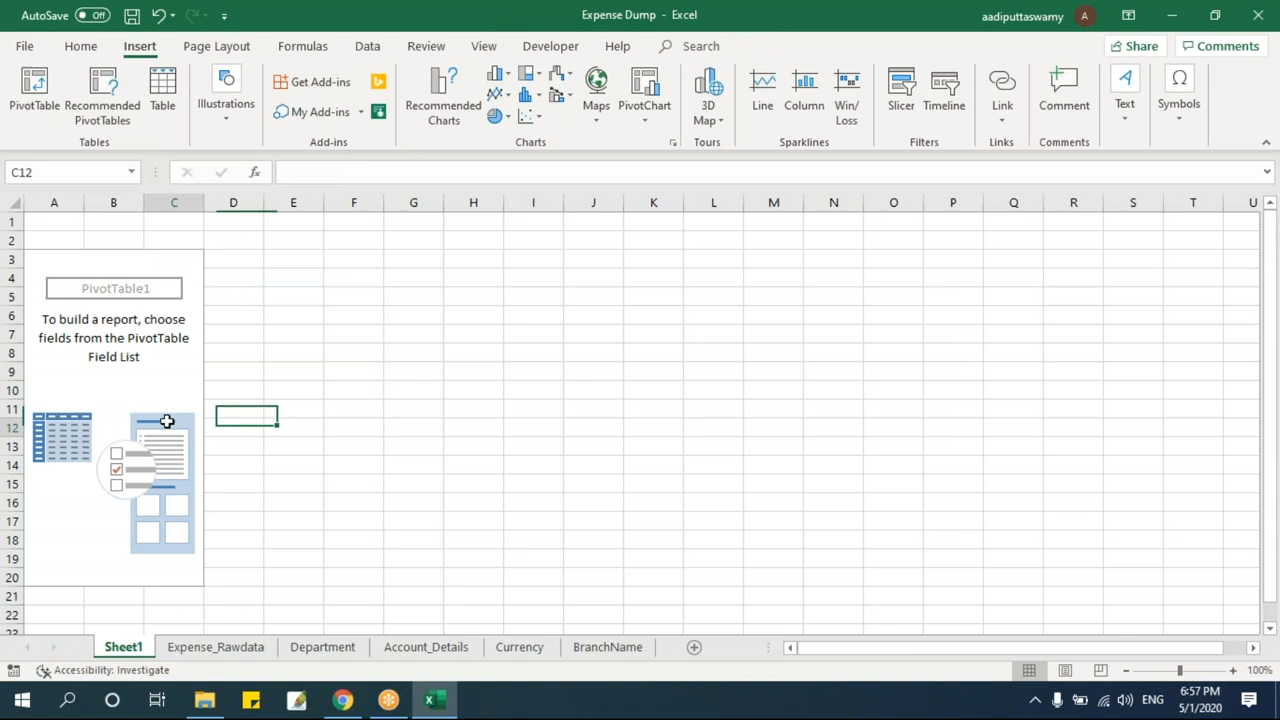 AutoSave Off Expense Dump - Excel aadiputtaswamy A
File Home Insert Page Layout Formulas Data Review View Developer Help Search Share Comments
PivotTable Recommended PivotTables Table Illustrations Get Add-ins My Add-ins Recommended Charts Maps PivotChart 3D Map Line Column Win/Loss Slicer Timeline Link Comment Text Symbols
Tables Add-ins Charts Tours Sparklines Filters Links Comments
C12 fx
A B C D E F G H I J K L M N O P Q R S T U
1
2
3
4
5
6
7
8
9
10
11
12
13
14
15
16
17
18
19
20
21
22
23
PivotTable1
To build a report, choose
fields from the PivotTable
Field List
Sheet1 Expense_Rawdata Department Account_Details Currency BranchName
Accessibility: Investigate 100%
ENG 6:57 PM
5/1/2020